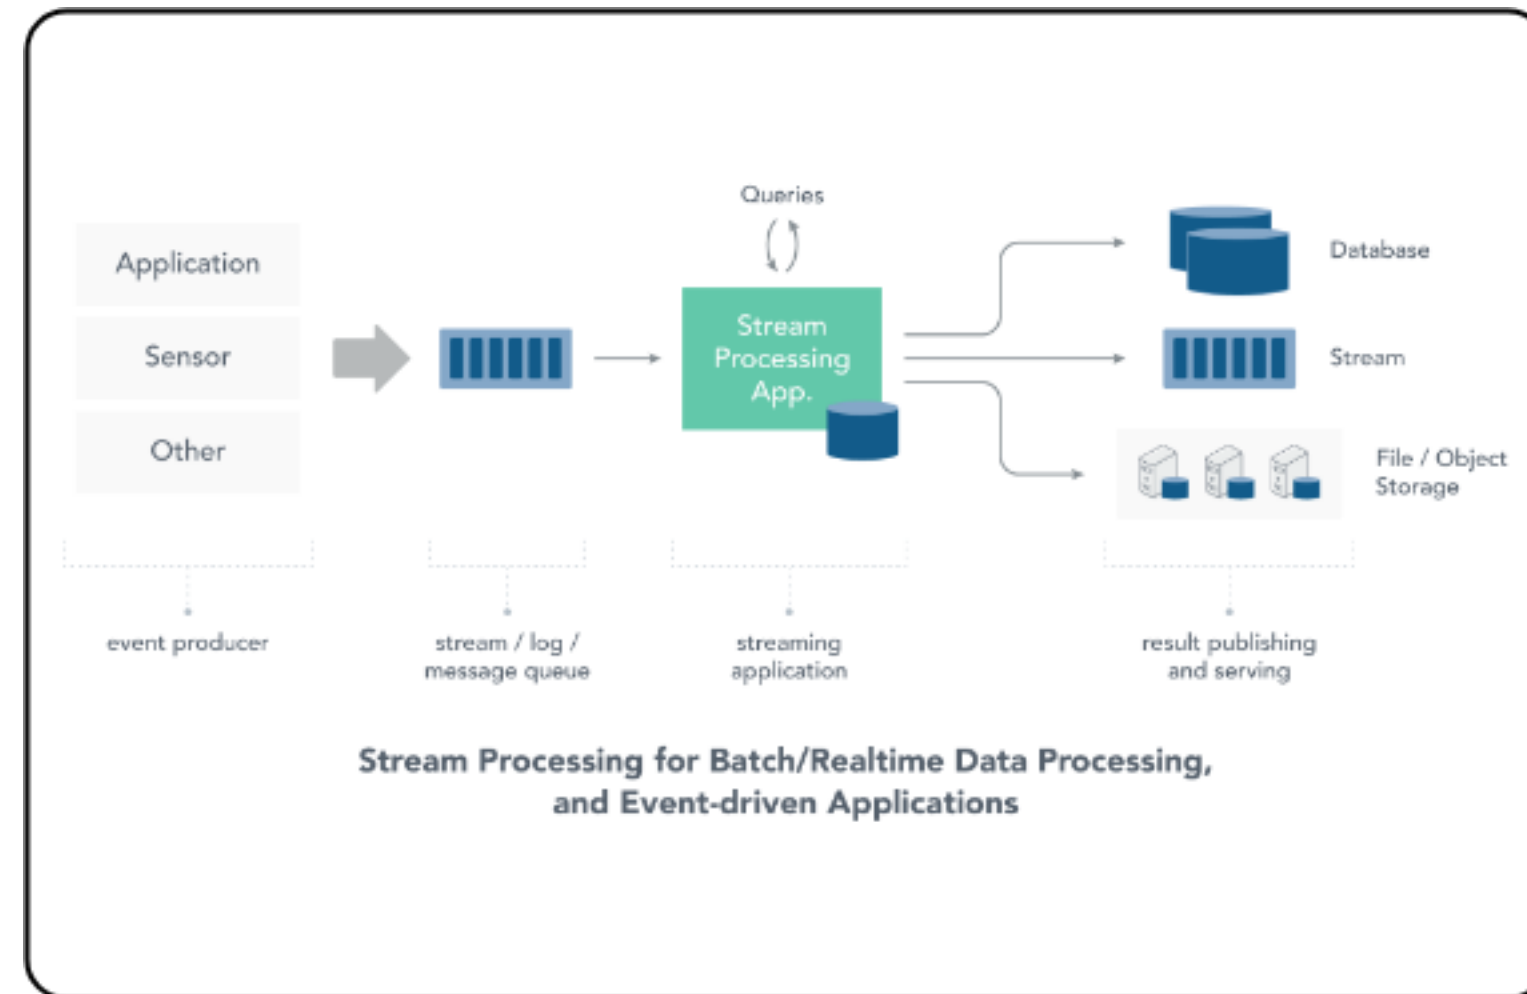 Queries
Application
Sensor
Other
Stream
Processing
App.
Database
Stream
File / Object
Storage
event producer
stream / log /
message queue
streaming
application
result publishing
and serving
Stream Processing for Batch/Realtime Data Processing,
and Event-driven Applications